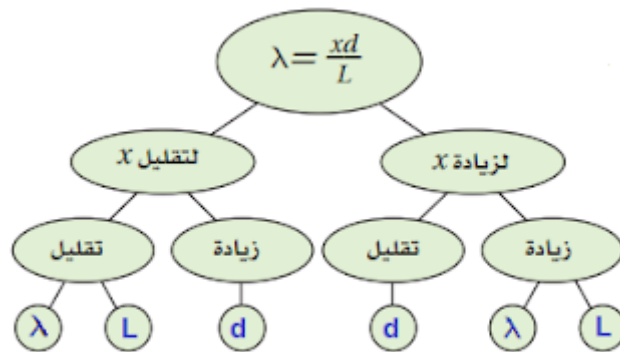 λ= xd/L
لزيادة x
لتقليل x
زيادة
تقليل
زيادة
تقليل
L
λ
d
d
L
λ